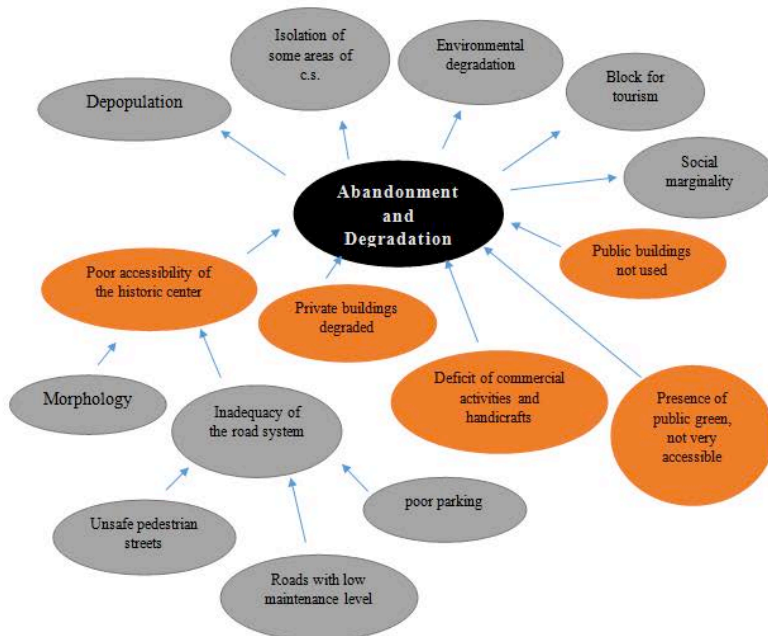 Isolation of
some areas of
c.s.
Environmental
degradation
Block for
tourism
Depopulation
Social
marginality
Abandonment
and
Degradation
Public buildings
not used
Poor accessibility of
the historic center
Private buildings
degraded
Deficit of commercial
activities and
handicrafts
Presence of
public green,
not very
accessible
Morphology
Inadequacy of
the road system
poor parking
Unsafe pedestrian
streets
Roads with low
maintenance level